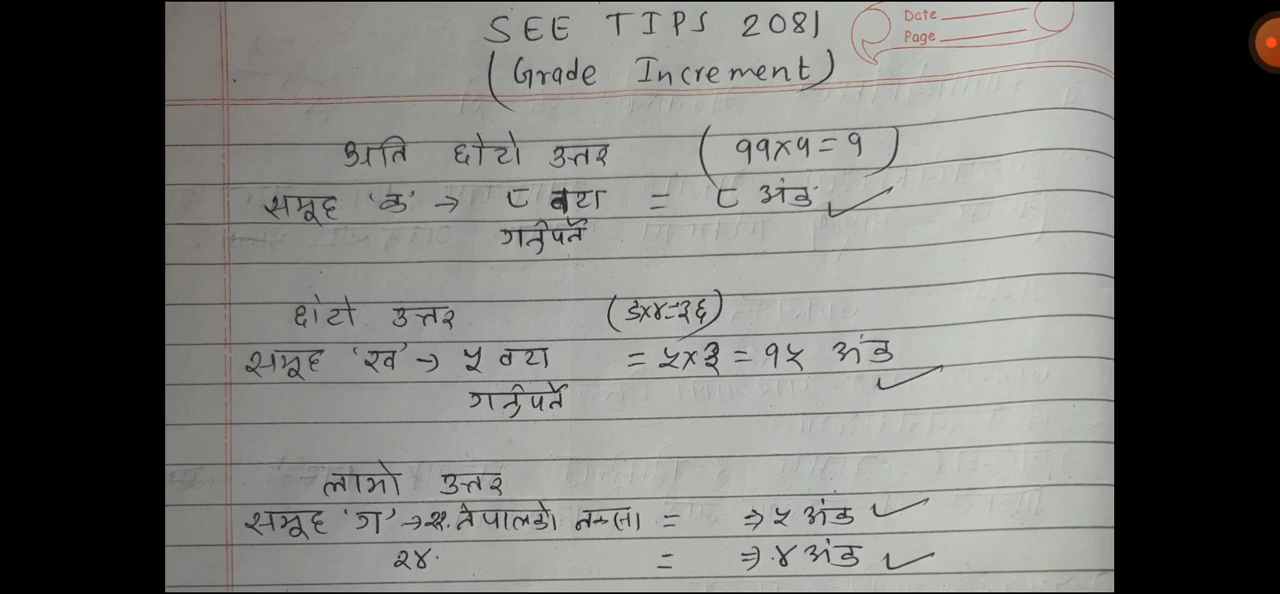 SEE TIPS 2081
(Grade Increment)
Date
Page
अति छोटो उत्तर (११×१=१)
समूह 'क' → ८ वटा = ८ अंक
गर्नुपर्ने
छोटो उत्तर (९×४=३६)
समूह 'ख' → ५ वटा = ५×३ = १५ अंक
गर्नुपर्ने
लामो उत्तर
समूह 'ग' → नेपालको नक्सा = ⇒ ५ अंक
२४. = ⇒ ४ अंक